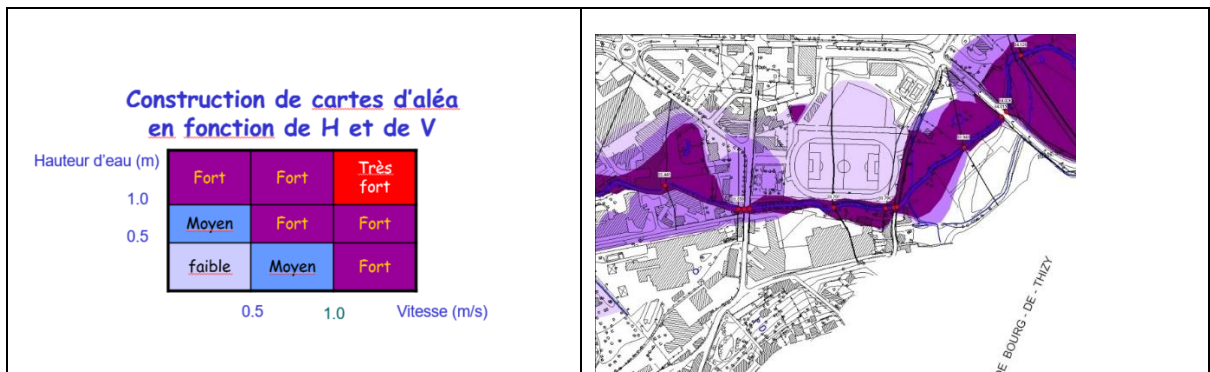 Construction de cartes d'aléa
en fonction de H et de V
Hauteur d'eau (m)
Fort Fort Très
fort
1.0
Moyen Fort Fort
0.5
faible Moyen Fort
0.5 1.0 Vitesse (m/s)
DE BOURG - DE - THIZY